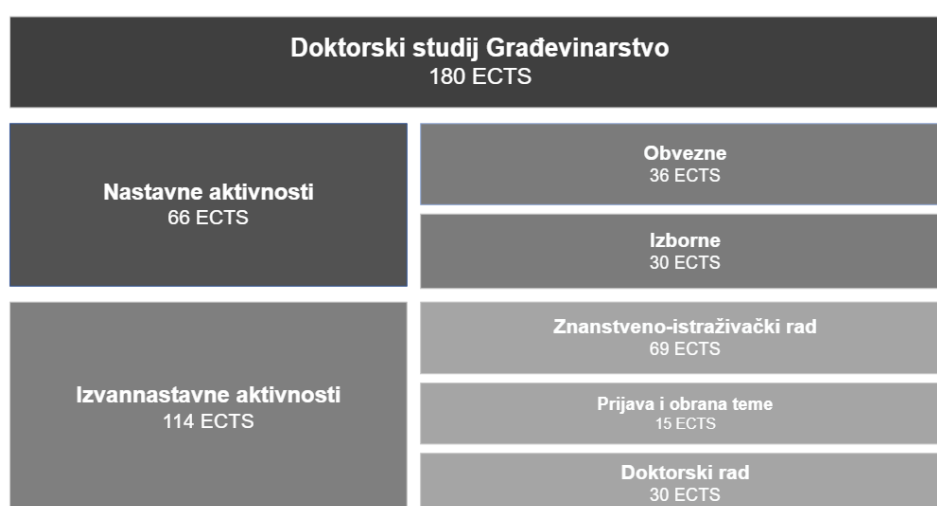 Doktorski studij Građevinarstvo
180 ECTS
Nastavne aktivnosti
66 ECTS
Obvezne
36 ECTS
Izborne
30 ECTS
Izvannastavne aktivnosti
114 ECTS
Znanstveno-istraživački rad
69 ECTS
Prijava i obrana teme
15 ECTS
Doktorski rad
30 ECTS